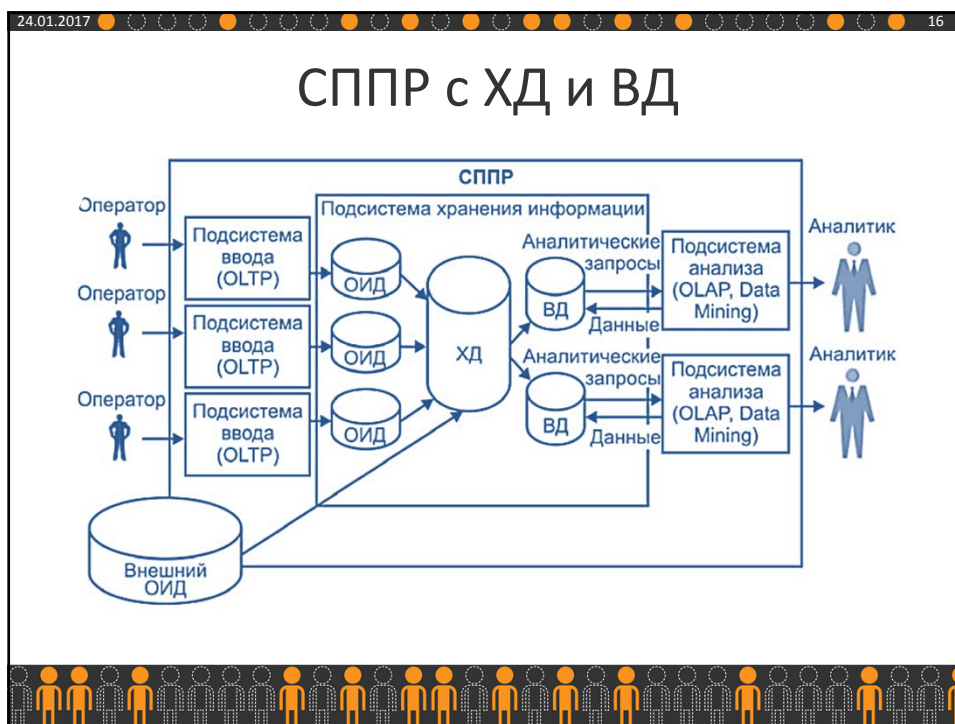 24.01.2017
16
СППР с ХД и ВД
СППР
Оператор
Подсистема
ввода
(OLTP)
Оператор
Подсистема
ввода
(OLTP)
Оператор
Подсистема
ввода
(OLTP)
Подсистема хранения информации
ОИД
ОИД
ОИД
ХД
Аналитические
запросы
ВД
Данные
Аналитические
запросы
ВД
Данные
Подсистема
анализа
(OLAP, Data
Mining)
Подсистема
анализа
(OLAP, Data
Mining)
Аналитик
Аналитик
Внешний
ОИД